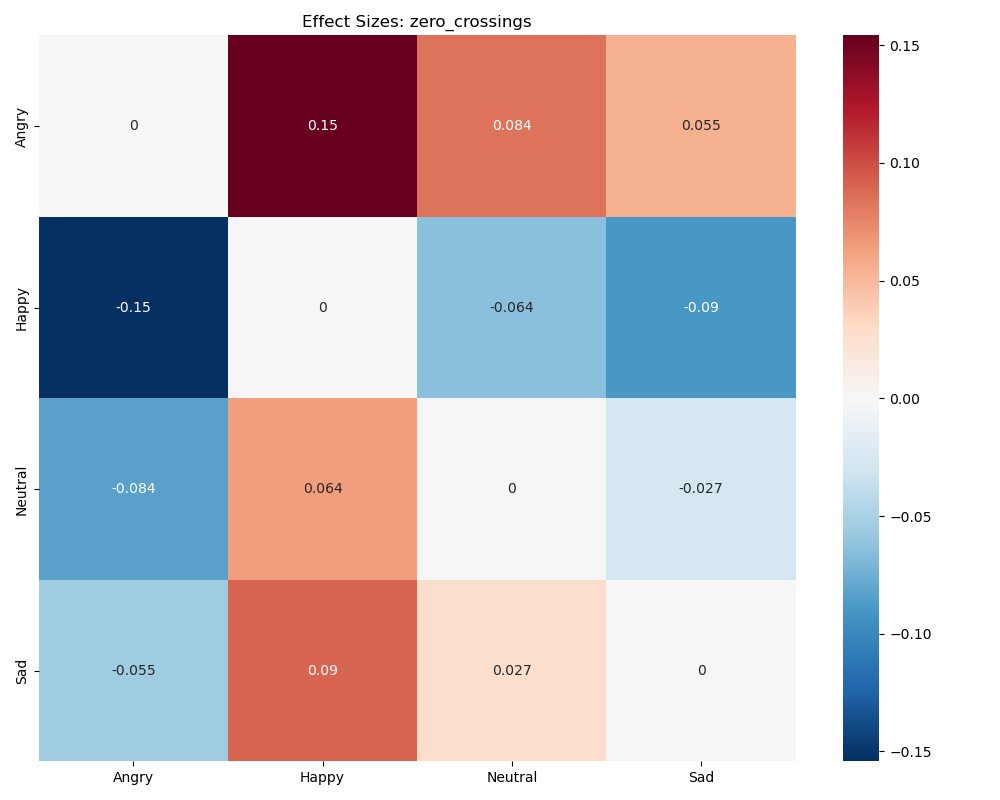 Effect Sizes: zero_crossings
Angry 0 0.15 0.084 0.055
Happy -0.15 0 -0.064 -0.09
Neutral -0.084 0.064 0 -0.027
Sad -0.055 0.09 0.027 0
Angry Happy Neutral Sad
0.15
0.10
0.05
0.00
−0.05
−0.10
−0.15